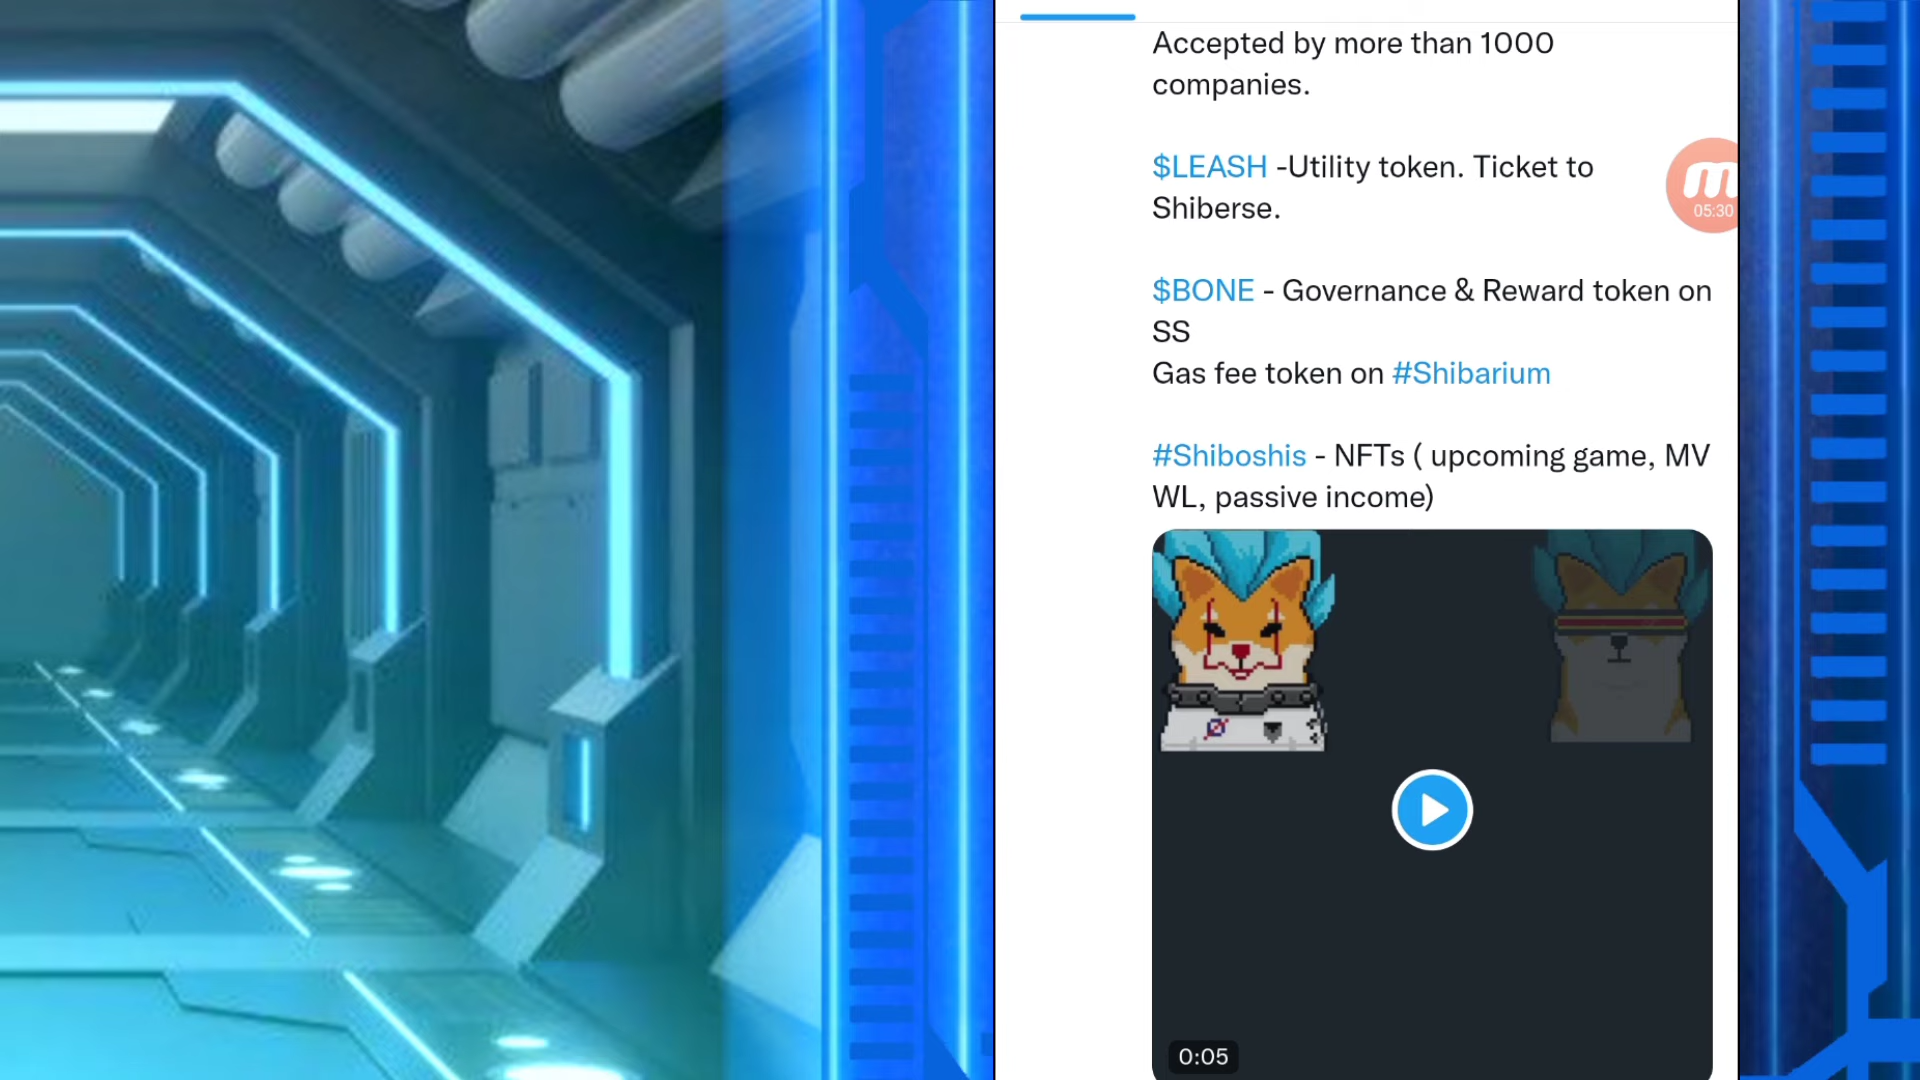 Accepted by more than 1000
companies.
$LEASH -Utility token. Ticket to
Shiberse.
m
05:30
$BONE - Governance & Reward token on
SS
Gas fee token on #Shibarium
#Shiboshis - NFTs ( upcoming game, MV
WL, passive income)
0:05